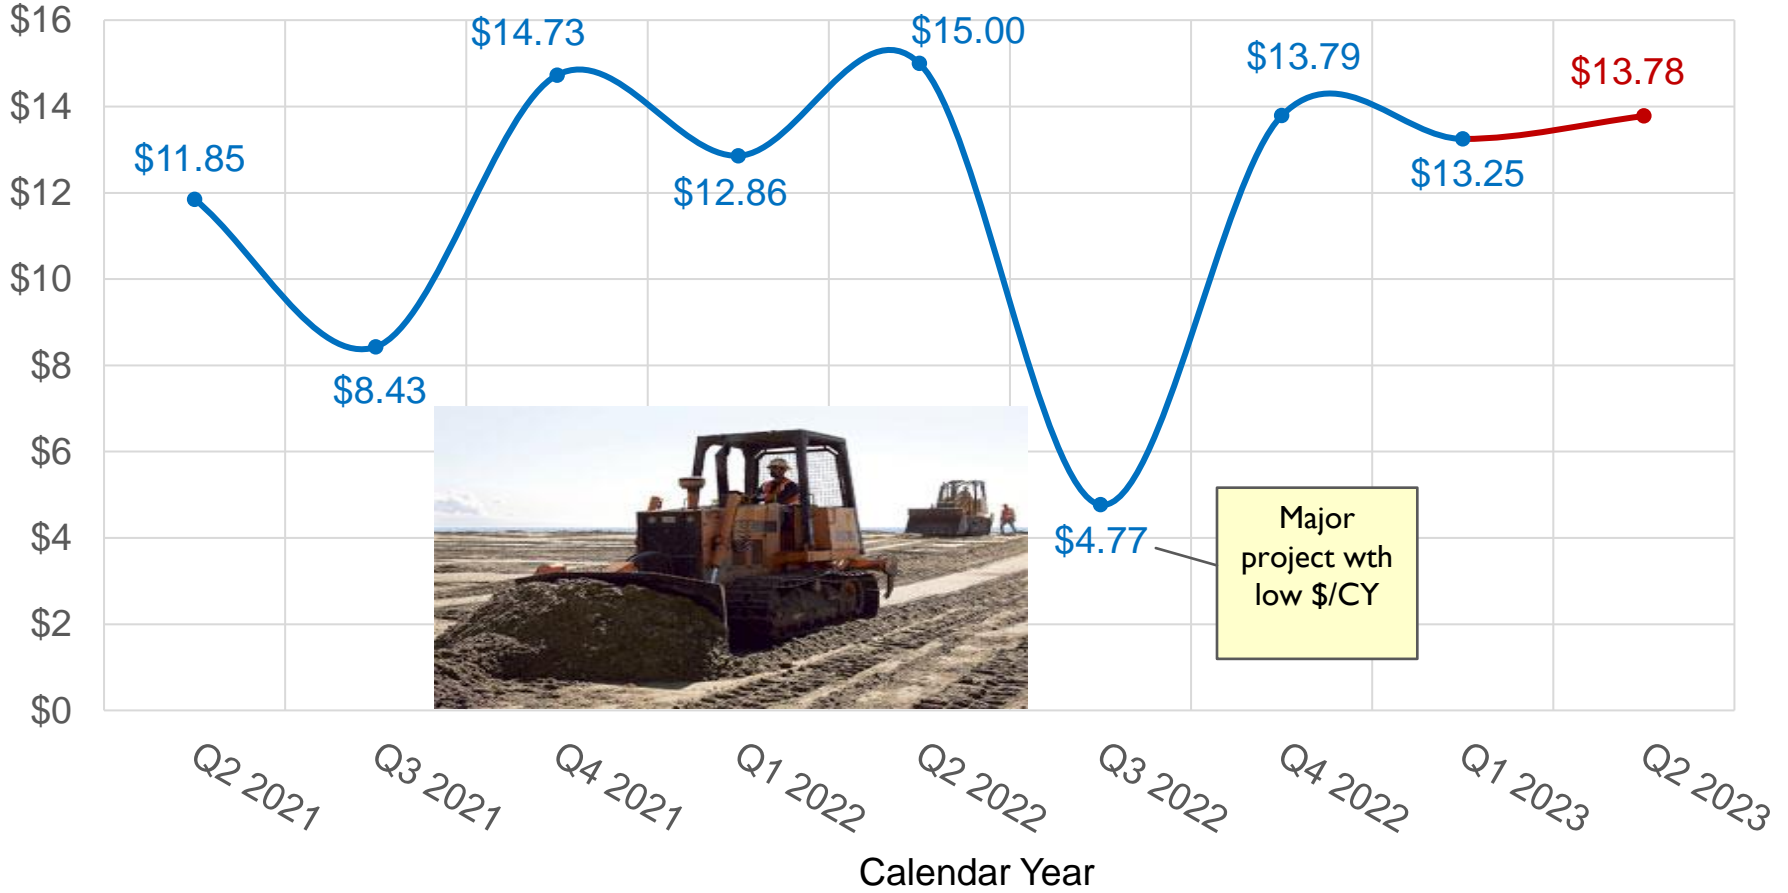 $16
$14
$12
$10
$8
$6
$4
$2
$0
$11.85
$8.43
$14.73
$12.86
$15.00
$4.77
$13.79
$13.25
$13.78
Major
project wth
low $/CY
Q2 2021
Q3 2021
Q4 2021
Q1 2022
Q2 2022
Q3 2022
Q4 2022
Q1 2023
Q2 2023
Calendar Year